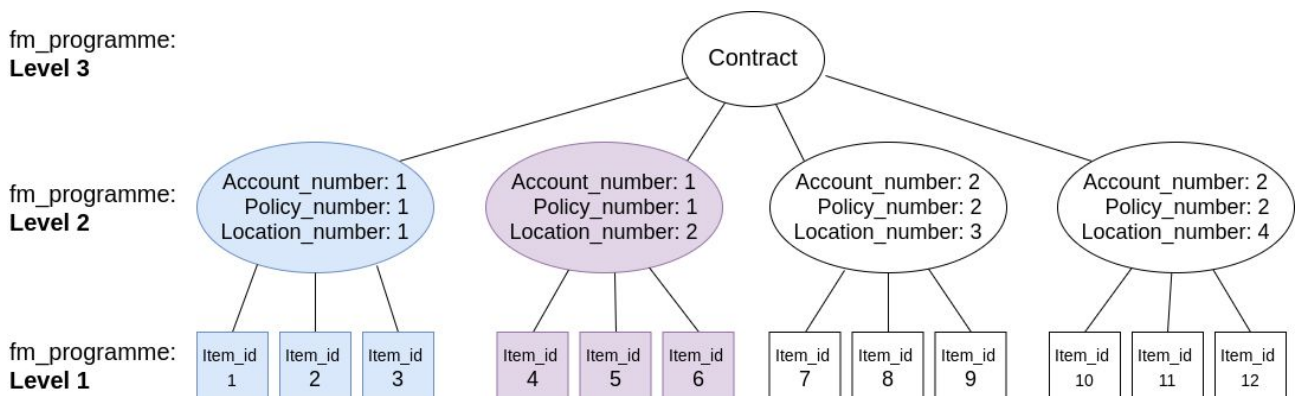 fm_programme:
Level 3
Contract
fm_programme:
Level 2
Account_number: 1
Policy_number: 1
Location_number: 1
Account_number: 1
Policy_number: 1
Location_number: 2
Account_number: 2
Policy_number: 2
Location_number: 3
Account_number: 2
Policy_number: 2
Location_number: 4
fm_programme:
Level 1
Item_id
1
Item_id
2
Item_id
3
Item_id
4
Item_id
5
Item_id
6
Item_id
7
Item_id
8
Item_id
9
Item_id
10
Item_id
11
Item_id
12